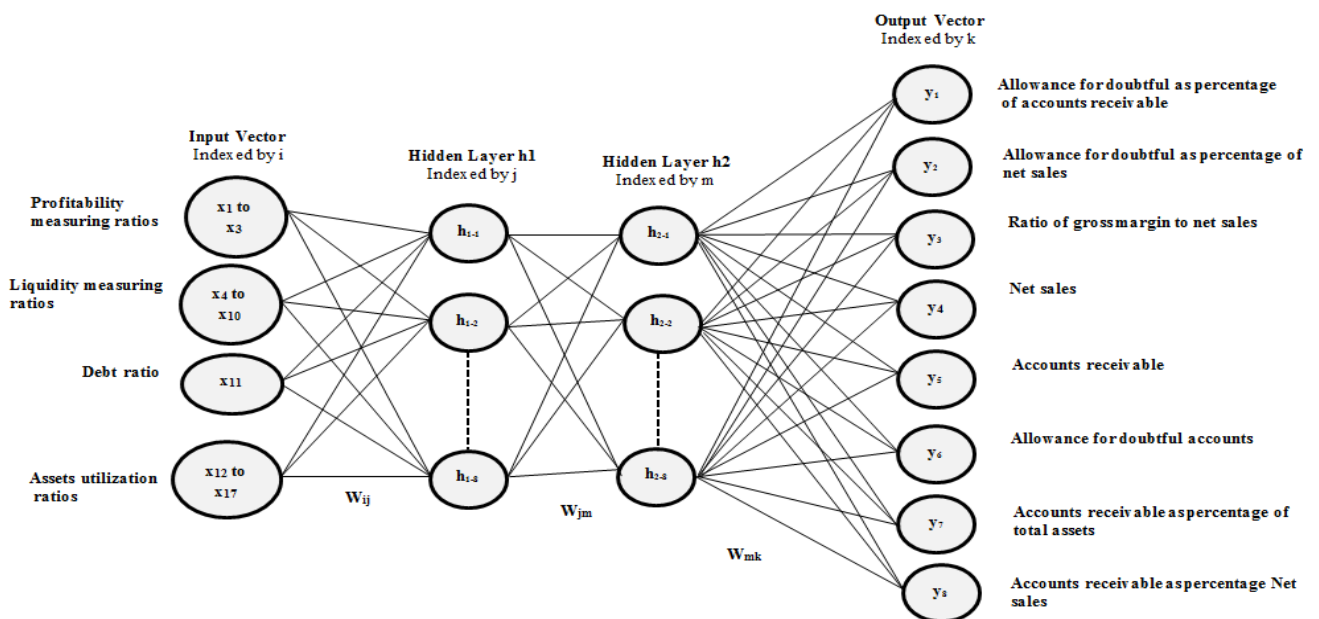 Output Vector
Indexed by k
Input Vector
Indexed by i
Hidden Layer h1
Indexed by j
Hidden Layer h2
Indexed by m
Profitability
measuring ratios
x1 to
x3
Liquidity measuring
ratios
x4 to
x10
Debt ratio
x11
Assets utilization
ratios
x12 to
x17
Wij
h1-1
h1-2
h1-8
Wjm
h2-1
h2-2
h2-8
Wmk
y1
Allowance for doubtful as percentage
of accounts receivable
y2
Allowance for doubtful as percentage of
net sales
y3
Ratio of grossmargin to net sales
y4
Net sales
y5
Accounts receivable
y6
Allowance for doubtful accounts
y7
Accounts receivable as percentage of
total assets
y8
Accounts receivable as percentage Net
sales